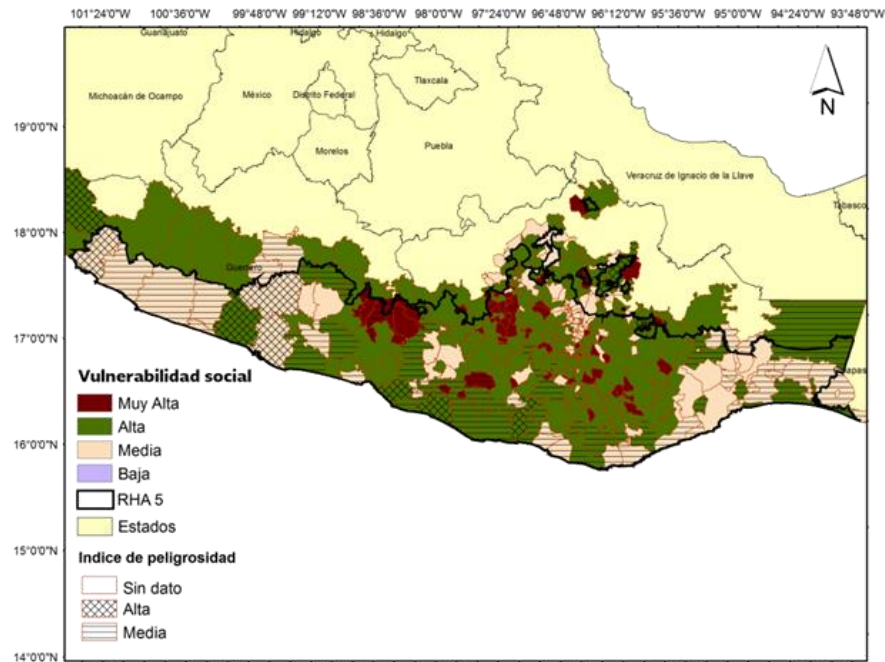 101°24'0"W 100°36'0"W 99°48'0"W 99°12'0"W 98°36'0"W 98°0'0"W 97°24'0"W 96°48'0"W 96°12'0"W 95°36'0"W 95°0'0"W 94°24'0"W 93°48'0"W
Guanajuato
Hidalgo
Hidalgo
Tlaxcala
México
Distrito Federal
Michoacán de Ocampo
N
19°0'0"N
Morelos
Puebla
Veracruz de Ignacio de la Llave
Tabasco
18°0'0"N
Guerrero
17°0'0"N
Vulnerabilidad social
Muy Alta
Alta
Media
Baja
RHA 5
Estados
16°0'0"N
15°0'0"N
Indice de peligrosidad
Sin dato
Alta
Media
14°0'0"N